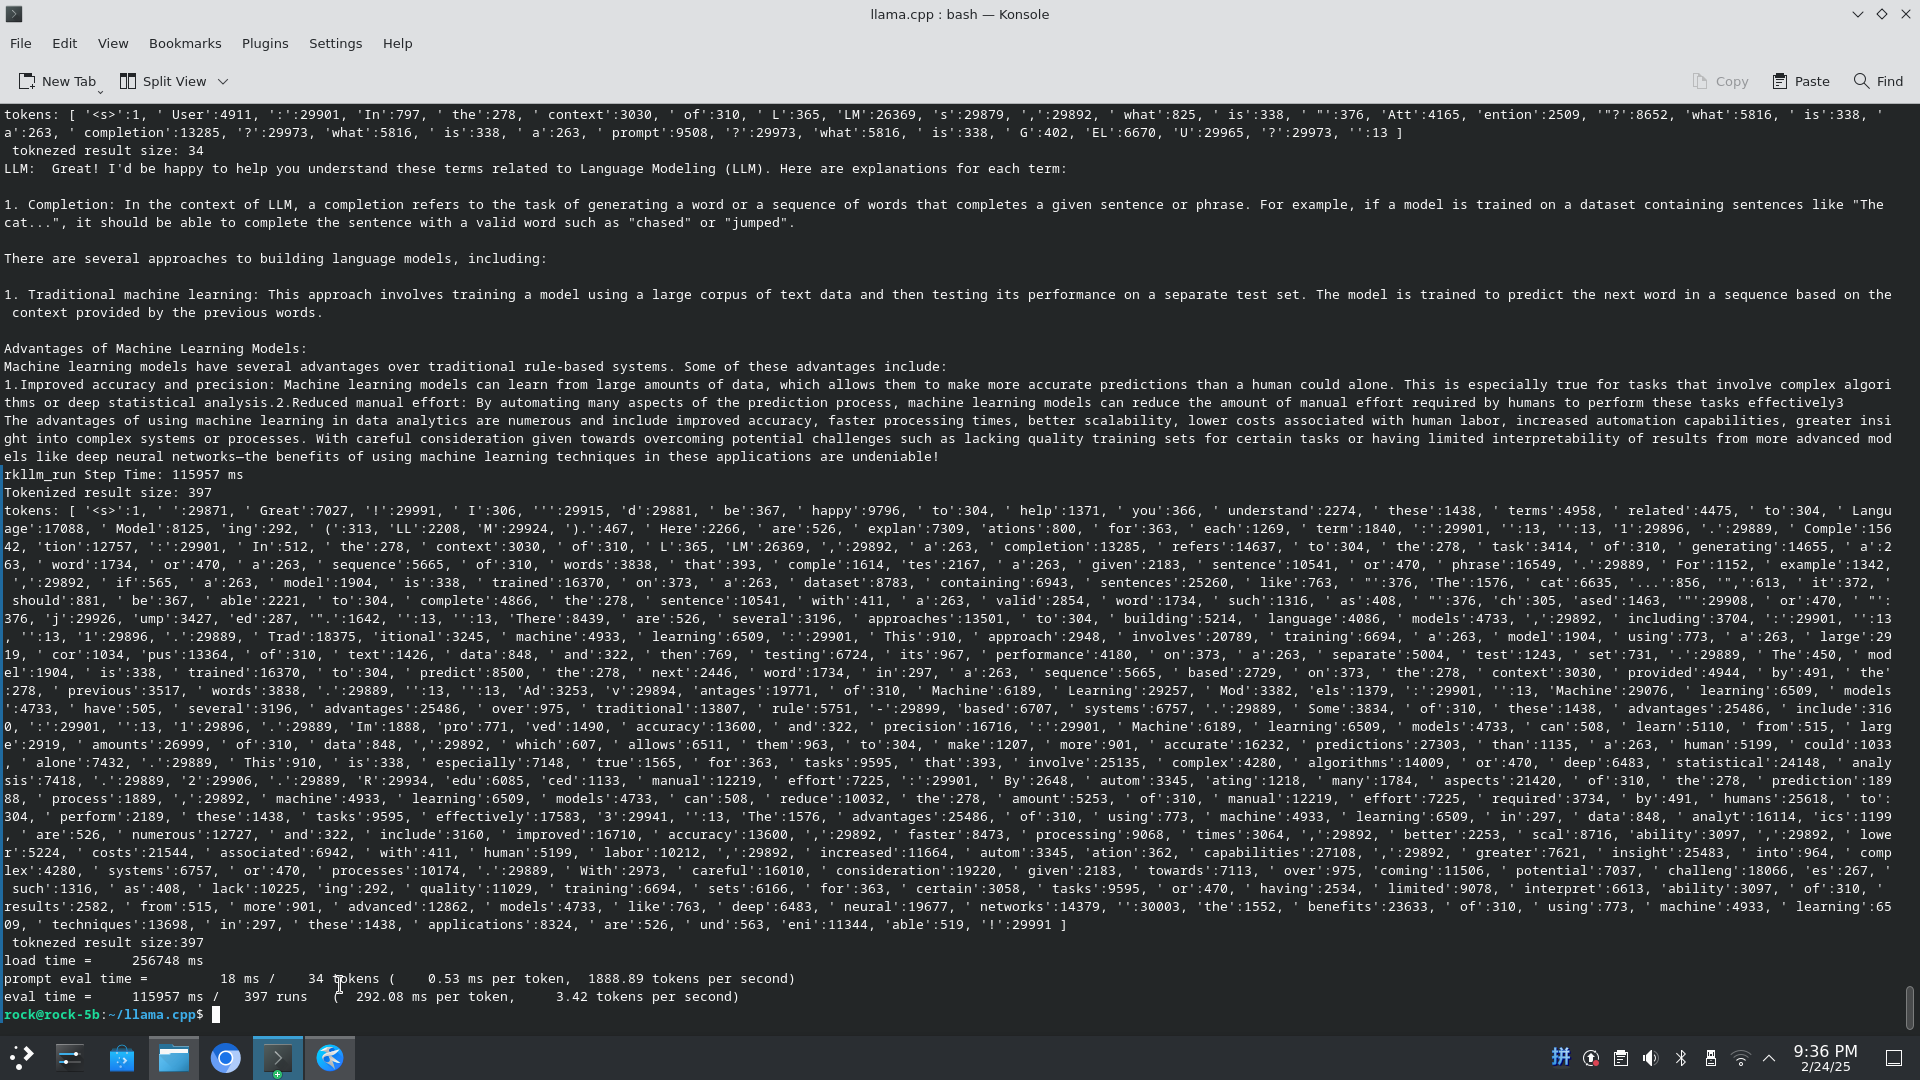 llama.cpp : bash — Konsole
File Edit View Bookmarks Plugins Settings Help
New Tab Split View Copy Paste Find
tokens: [ '<s>':1, ' User':4911, ':':29901, 'In':797, ' the':278, ' context':3030, ' of':310, ' L':365, 'LM':26369, 's':29879, ',':29892, ' what':825, ' is':338, ' "':376, 'Att':4165, 'ention':2509, '"?':8652, 'what':5816, ' is':338, '
a':263, ' completion':13285, '?':29973, 'what':5816, ' is':338, ' a':263, ' prompt':9508, '?':29973, 'what':5816, ' is':338, ' G':402, 'EL':6670, 'U':29965, '?':29973, '':13 ]
 toknezed result size: 34
LLM:  Great! I'd be happy to help you understand these terms related to Language Modeling (LLM). Here are explanations for each term:
1. Completion: In the context of LLM, a completion refers to the task of generating a word or a sequence of words that completes a given sentence or phrase. For example, if a model is trained on a dataset containing sentences like "The
cat...", it should be able to complete the sentence with a valid word such as "chased" or "jumped".
There are several approaches to building language models, including:
1. Traditional machine learning: This approach involves training a model using a large corpus of text data and then testing its performance on a separate test set. The model is trained to predict the next word in a sequence based on the
 context provided by the previous words.
Advantages of Machine Learning Models:
Machine learning models have several advantages over traditional rule-based systems. Some of these advantages include:
1.Improved accuracy and precision: Machine learning models can learn from large amounts of data, which allows them to make more accurate predictions than a human could alone. This is especially true for tasks that involve complex algori
thms or deep statistical analysis.2.Reduced manual effort: By automating many aspects of the prediction process, machine learning models can reduce the amount of manual effort required by humans to perform these tasks effectively3
The advantages of using machine learning in data analytics are numerous and include improved accuracy, faster processing times, better scalability, lower costs associated with human labor, increased automation capabilities, greater insi
ght into complex systems or processes. With careful consideration given towards overcoming potential challenges such as lacking quality training sets for certain tasks or having limited interpretability of results from more advanced mod
els like deep neural networks—the benefits of using machine learning techniques in these applications are undeniable!
rkllm_run Step Time: 115957 ms
Tokenized result size: 397
tokens: [ '<s>':1, ' ':29871, ' Great':7027, '!':29991, ' I':306, ''':29915, 'd':29881, ' be':367, ' happy':9796, ' to':304, ' help':1371, ' you':366, ' understand':2274, ' these':1438, ' terms':4958, ' related':4475, ' to':304, ' Langu
age':17088, ' Model':8125, 'ing':292, ' (':313, 'LL':2208, 'M':29924, ').':467, ' Here':2266, ' are':526, ' explan':7309, 'ations':800, ' for':363, ' each':1269, ' term':1840, ':':29901, '':13, '':13, '1':29896, '.':29889, ' Comple':156
42, 'tion':12757, ':':29901, ' In':512, ' the':278, ' context':3030, ' of':310, ' L':365, 'LM':26369, ',':29892, ' a':263, ' completion':13285, ' refers':14637, ' to':304, ' the':278, ' task':3414, ' of':310, ' generating':14655, ' a':2
63, ' word':1734, ' or':470, ' a':263, ' sequence':5665, ' of':310, ' words':3838, ' that':393, ' comple':1614, 'tes':2167, ' a':263, ' given':2183, ' sentence':10541, ' or':470, ' phrase':16549, '.':29889, ' For':1152, ' example':1342,
 ',':29892, ' if':565, ' a':263, ' model':1904, ' is':338, ' trained':16370, ' on':373, ' a':263, ' dataset':8783, ' containing':6943, ' sentences':25260, ' like':763, ' "':376, 'The':1576, ' cat':6635, '...':856, '",':613, ' it':372, '
 should':881, ' be':367, ' able':2221, ' to':304, ' complete':4866, ' the':278, ' sentence':10541, ' with':411, ' a':263, ' valid':2854, ' word':1734, ' such':1316, ' as':408, ' "':376, 'ch':305, 'ased':1463, '"':29908, ' or':470, ' "':
376, 'j':29926, 'ump':3427, 'ed':287, '".':1642, '':13, '':13, 'There':8439, ' are':526, ' several':3196, ' approaches':13501, ' to':304, ' building':5214, ' language':4086, ' models':4733, ',':29892, ' including':3704, ':':29901, '':13
, '':13, '1':29896, '.':29889, ' Trad':18375, 'itional':3245, ' machine':4933, ' learning':6509, ':':29901, ' This':910, ' approach':2948, ' involves':20789, ' training':6694, ' a':263, ' model':1904, ' using':773, ' a':263, ' large':29
19, ' cor':1034, 'pus':13364, ' of':310, ' text':1426, ' data':848, ' and':322, ' then':769, ' testing':6724, ' its':967, ' performance':4180, ' on':373, ' a':263, ' separate':5004, ' test':1243, ' set':731, '.':29889, ' The':450, ' mod
el':1904, ' is':338, ' trained':16370, ' to':304, ' predict':8500, ' the':278, ' next':2446, ' word':1734, ' in':297, ' a':263, ' sequence':5665, ' based':2729, ' on':373, ' the':278, ' context':3030, ' provided':4944, ' by':491, ' the'
:278, ' previous':3517, ' words':3838, '.':29889, '':13, '':13, 'Ad':3253, 'v':29894, 'antages':19771, ' of':310, ' Machine':6189, ' Learning':29257, ' Mod':3382, 'els':1379, ':':29901, '':13, 'Machine':29076, ' learning':6509, ' models
':4733, ' have':505, ' several':3196, ' advantages':25486, ' over':975, ' traditional':13807, ' rule':5751, '-':29899, 'based':6707, ' systems':6757, '.':29889, ' Some':3834, ' of':310, ' these':1438, ' advantages':25486, ' include':316
0, ':':29901, '':13, '1':29896, '.':29889, 'Im':1888, 'pro':771, 'ved':1490, ' accuracy':13600, ' and':322, ' precision':16716, ':':29901, ' Machine':6189, ' learning':6509, ' models':4733, ' can':508, ' learn':5110, ' from':515, ' larg
e':2919, ' amounts':26999, ' of':310, ' data':848, ',':29892, ' which':607, ' allows':6511, ' them':963, ' to':304, ' make':1207, ' more':901, ' accurate':16232, ' predictions':27303, ' than':1135, ' a':263, ' human':5199, ' could':1033
, ' alone':7432, '.':29889, ' This':910, ' is':338, ' especially':7148, ' true':1565, ' for':363, ' tasks':9595, ' that':393, ' involve':25135, ' complex':4280, ' algorithms':14009, ' or':470, ' deep':6483, ' statistical':24148, ' analy
sis':7418, '.':29889, '2':29906, '.':29889, 'R':29934, 'edu':6085, 'ced':1133, ' manual':12219, ' effort':7225, ':':29901, ' By':2648, ' autom':3345, 'ating':1218, ' many':1784, ' aspects':21420, ' of':310, ' the':278, ' prediction':189
88, ' process':1889, ',':29892, ' machine':4933, ' learning':6509, ' models':4733, ' can':508, ' reduce':10032, ' the':278, ' amount':5253, ' of':310, ' manual':12219, ' effort':7225, ' required':3734, ' by':491, ' humans':25618, ' to':
304, ' perform':2189, ' these':1438, ' tasks':9595, ' effectively':17583, '3':29941, '':13, 'The':1576, ' advantages':25486, ' of':310, ' using':773, ' machine':4933, ' learning':6509, ' in':297, ' data':848, ' analyt':16114, 'ics':1199
, ' are':526, ' numerous':12727, ' and':322, ' include':3160, ' improved':16710, ' accuracy':13600, ',':29892, ' faster':8473, ' processing':9068, ' times':3064, ',':29892, ' better':2253, ' scal':8716, 'ability':3097, ',':29892, ' lowe
r':5224, ' costs':21544, ' associated':6942, ' with':411, ' human':5199, ' labor':10212, ',':29892, ' increased':11664, ' autom':3345, 'ation':362, ' capabilities':27108, ',':29892, ' greater':7621, ' insight':25483, ' into':964, ' comp
lex':4280, ' systems':6757, ' or':470, ' processes':10174, '.':29889, ' With':2973, ' careful':16010, ' consideration':19220, ' given':2183, ' towards':7113, ' over':975, 'coming':11506, ' potential':7037, ' challeng':18066, 'es':267, '
 such':1316, ' as':408, ' lack':10225, 'ing':292, ' quality':11029, ' training':6694, ' sets':6166, ' for':363, ' certain':3058, ' tasks':9595, ' or':470, ' having':2534, ' limited':9078, ' interpret':6613, 'ability':3097, ' of':310, '
results':2582, ' from':515, ' more':901, ' advanced':12862, ' models':4733, ' like':763, ' deep':6483, ' neural':19677, ' networks':14379, '':30003, 'the':1552, ' benefits':23633, ' of':310, ' using':773, ' machine':4933, ' learning':65
09, ' techniques':13698, ' in':297, ' these':1438, ' applications':8324, ' are':526, ' und':563, 'eni':11344, 'able':519, '!':29991 ]
 toknezed result size:397
load time =     256748 ms
prompt eval time =         18 ms /    34 tokens (    0.53 ms per token,  1888.89 tokens per second)
eval time =     115957 ms /   397 runs   (  292.08 ms per token,     3.42 tokens per second)
rock@rock-5b:~/llama.cpp$
拼
9:36 PM
2/24/25